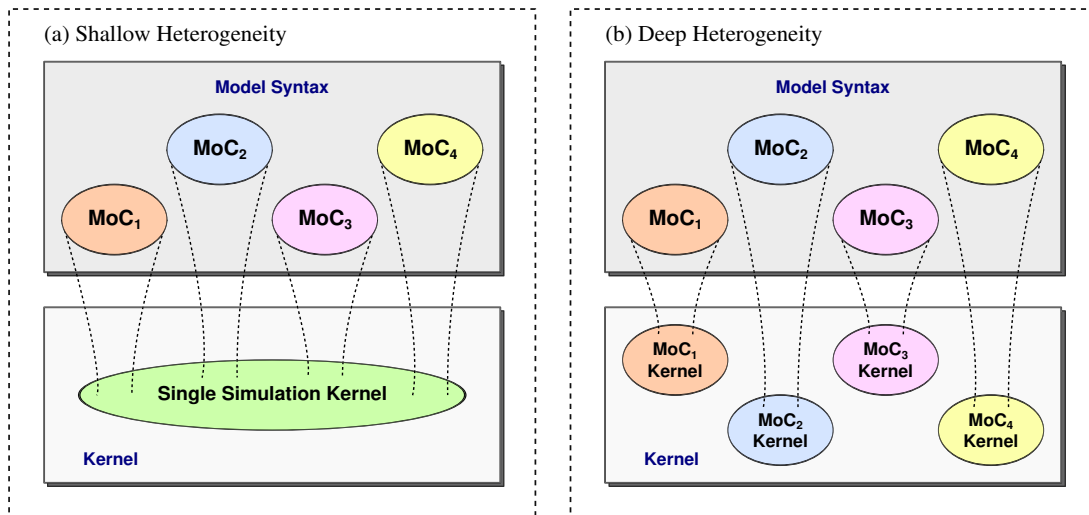 (a) Shallow Heterogeneity
Model Syntax
MoC₂
MoC₄
MoC₁
MoC₃
Single Simulation Kernel
Kernel
(b) Deep Heterogeneity
Model Syntax
MoC₂
MoC₄
MoC₁
MoC₃
MoC₁
Kernel
MoC₃
Kernel
MoC₂
Kernel
MoC₄
Kernel
Kernel